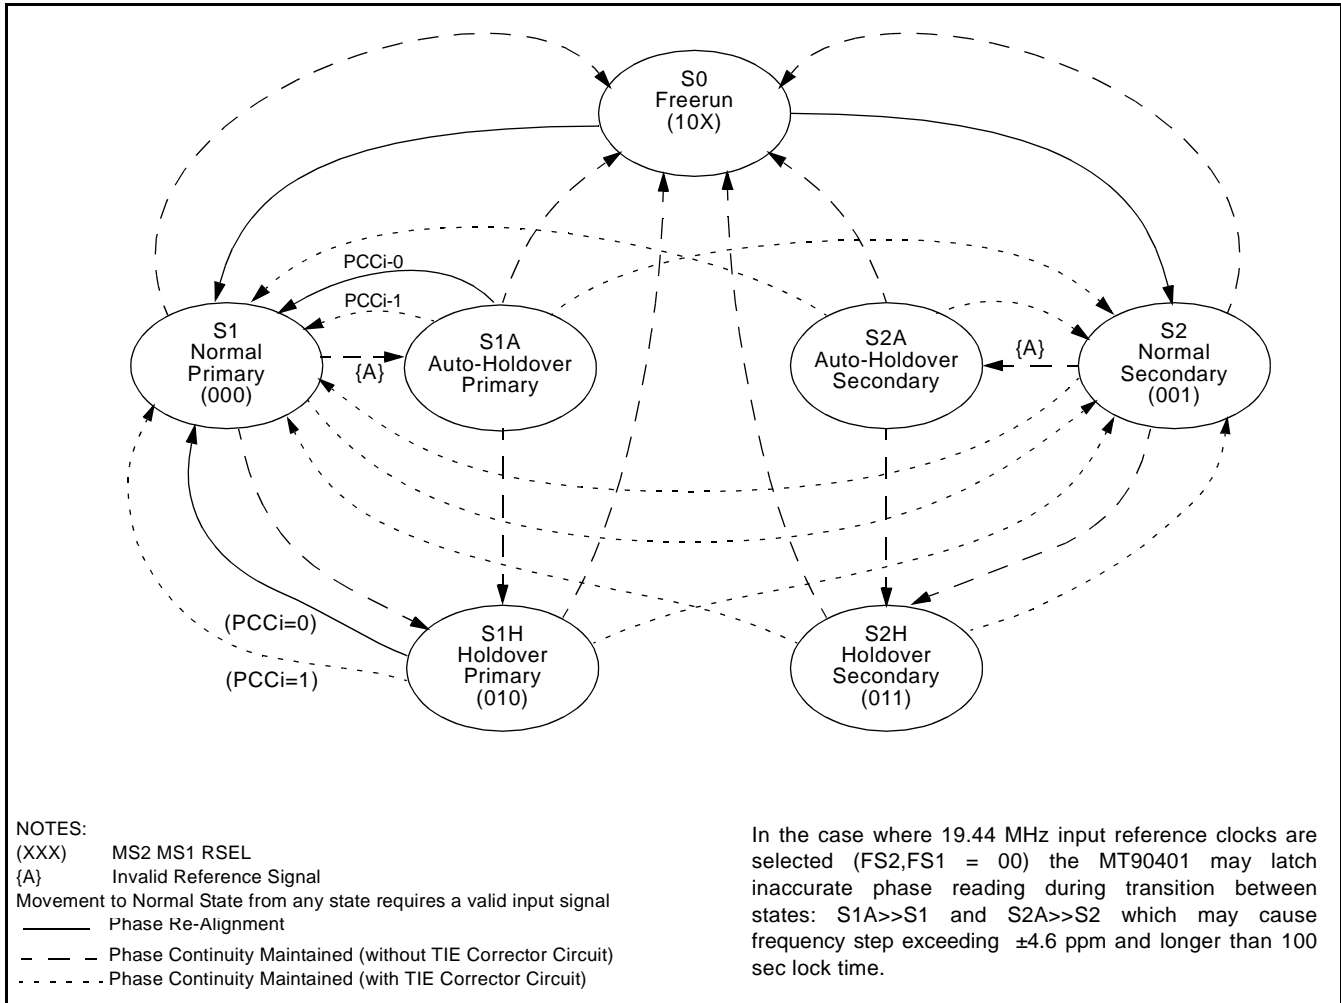 S0
Freerun
(10X)
PCCi-0
PCCi-1
S1
Normal
Primary
(000)
{A}
S1A
Auto-Holdover
Primary
S2A
Auto-Holdover
Secondary
{A}
S2
Normal
Secondary
(001)
(PCCi=0)
(PCCi=1)
S1H
Holdover
Primary
(010)
S2H
Holdover
Secondary
(011)
NOTES:
(XXX) MS2 MS1 RSEL
{A} Invalid Reference Signal
Movement to Normal State from any state requires a valid input signal
Phase Re-Alignment
Phase Continuity Maintained (without TIE Corrector Circuit)
Phase Continuity Maintained (with TIE Corrector Circuit)
In the case where 19.44 MHz input reference clocks are
selected (FS2,FS1 = 00) the MT90401 may latch
inaccurate phase reading during transition between
states: S1A>>S1 and S2A>>S2 which may cause
frequency step exceeding ±4.6 ppm and longer than 100
sec lock time.